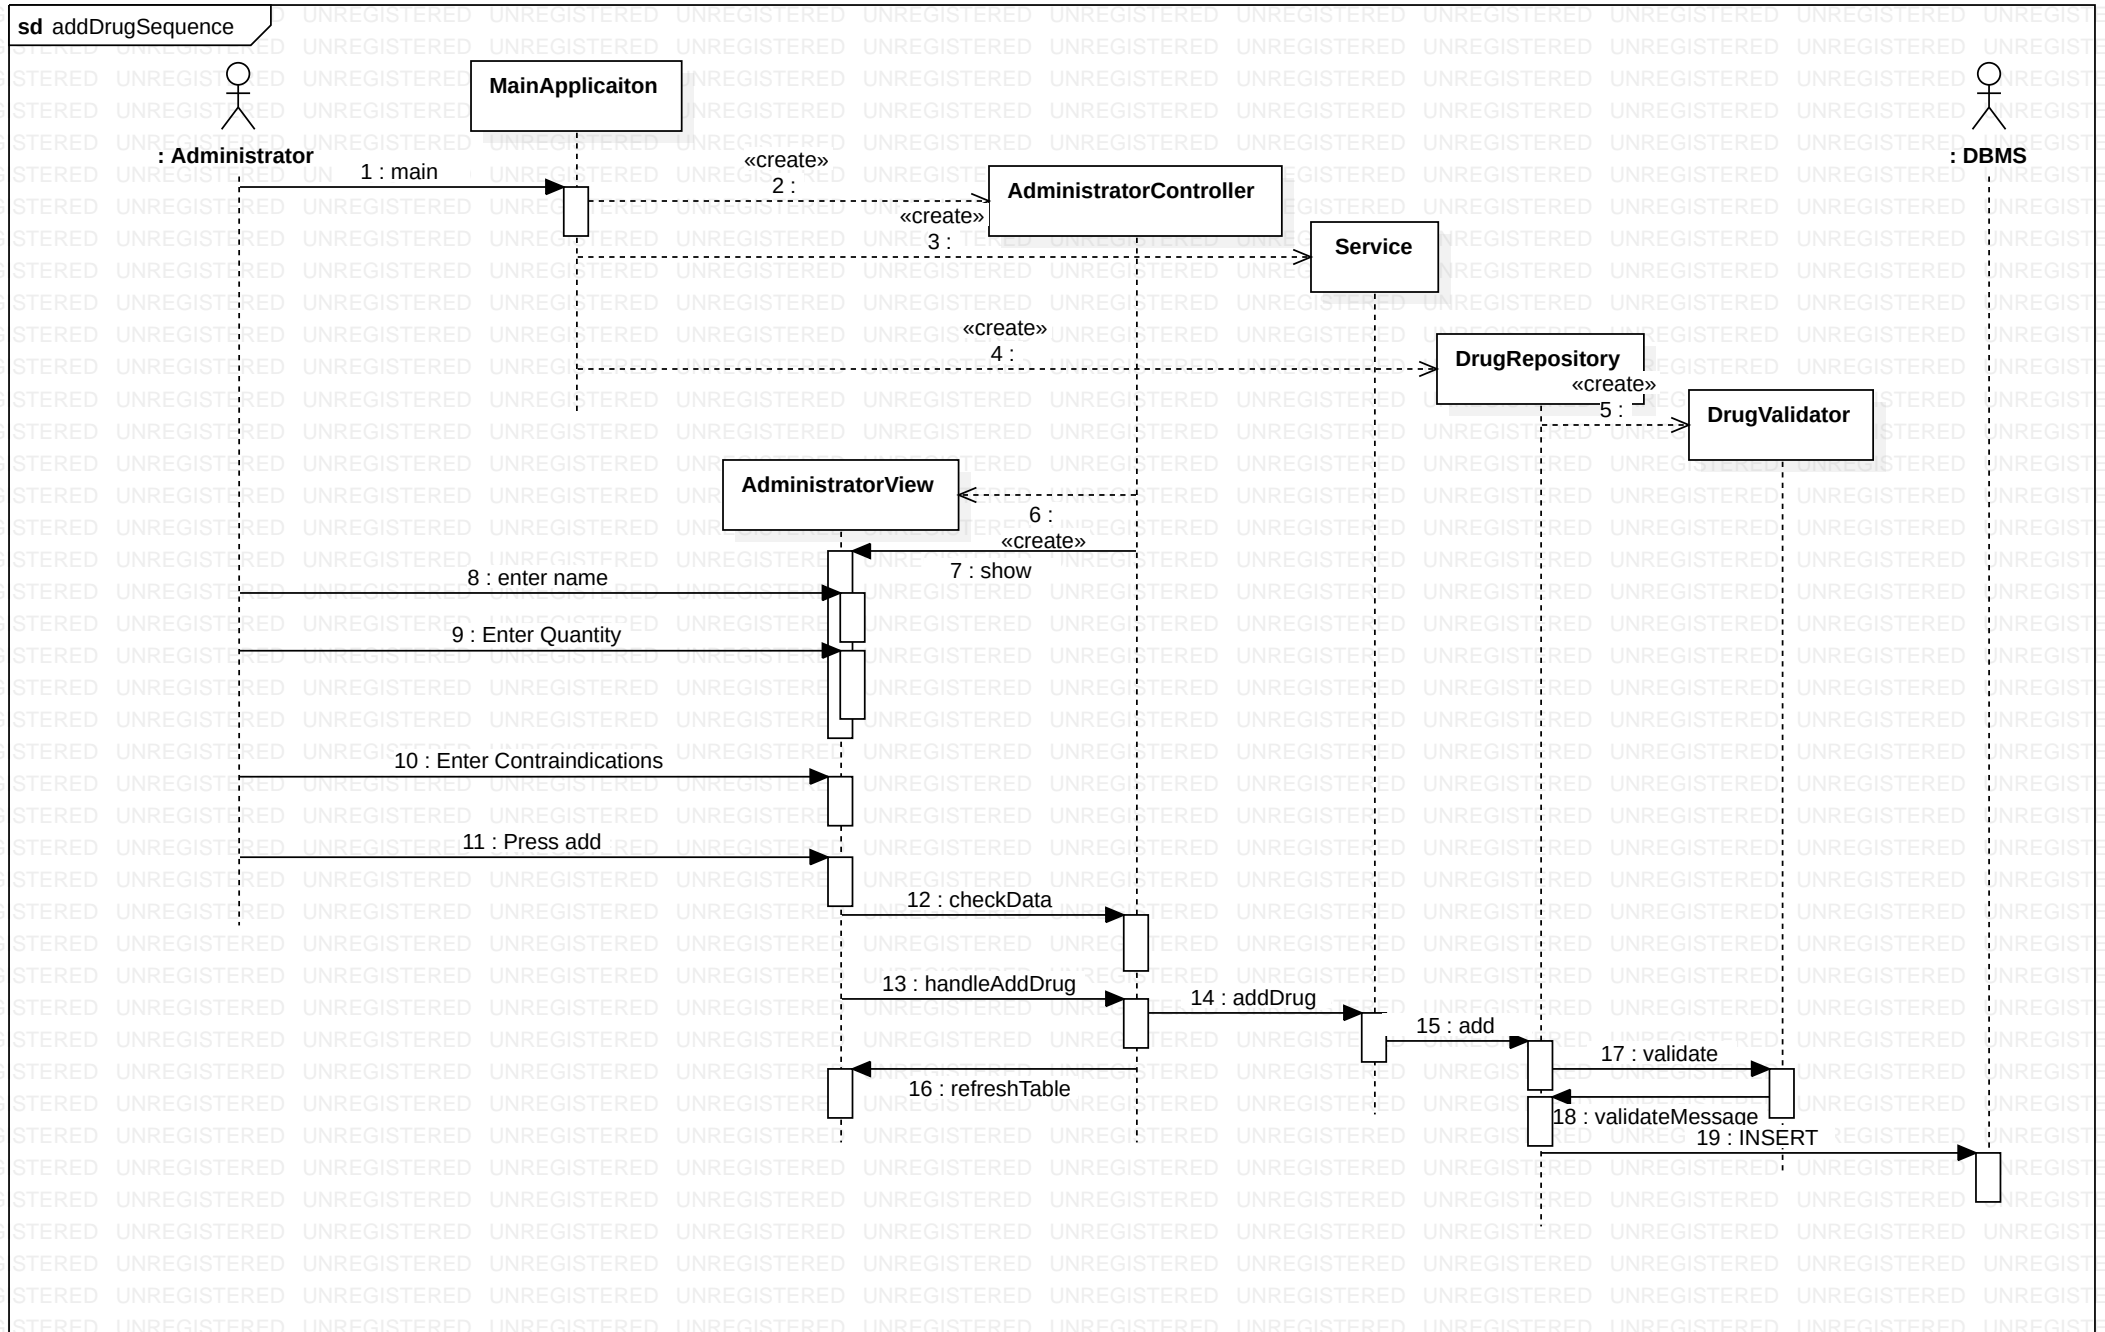 sd addDrugSequence
MainApplicaiton
: Administrator
: DBMS
1 : main
«create»
2 :
AdministratorController
«create»
3 :
Service
«create»
4 :
DrugRepository
«create»
5 :
DrugValidator
AdministratorView
6 :
«create»
7 : show
8 : enter name
9 : Enter Quantity
10 : Enter Contraindications
11 : Press add
12 : checkData
13 : handleAddDrug
14 : addDrug
15 : add
17 : validate
16 : refreshTable
18 : validateMessage
19 : INSERT
UNREGISTERED